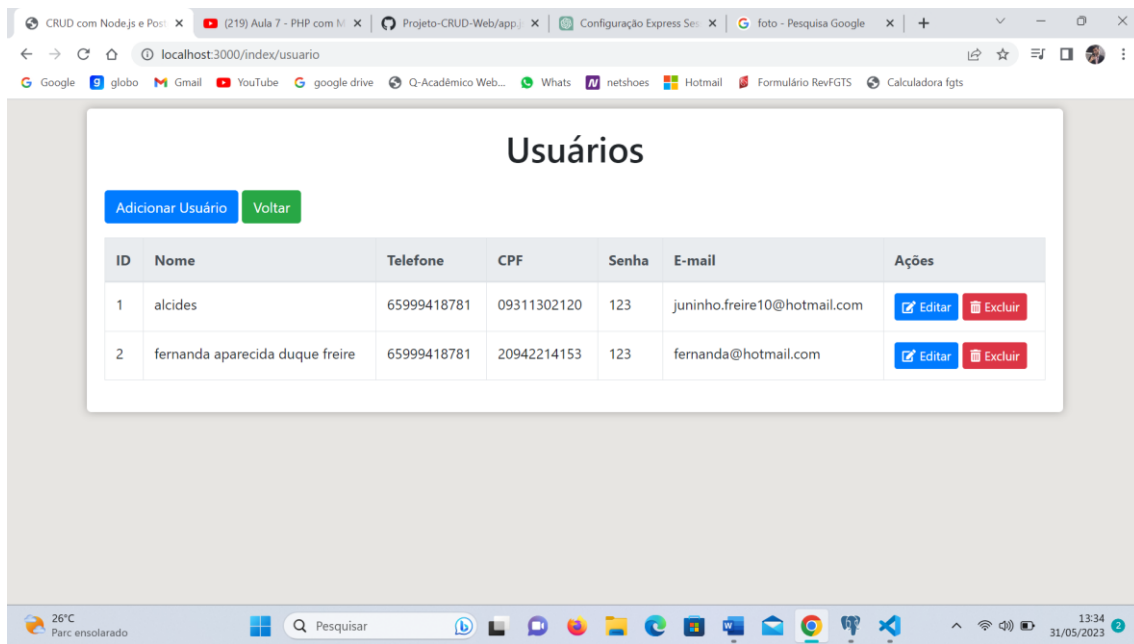 CRUD com Node.js e Post
(219) Aula 7 - PHP com M
Projeto-CRUD-Web/app.j
Configuração Express Ses
foto - Pesquisa Google
localhost:3000/index/usuario
Google globo Gmail YouTube google drive Q-Acadêmico Web... Whats netshoes Hotmail Formulário RevFGTS Calculadora fgts
Usuários
Adicionar Usuário Voltar
ID Nome Telefone CPF Senha E-mail Ações
1 alcides 65999418781 09311302120 123 juninho.freire10@hotmail.com Editar Excluir
2 fernanda aparecida duque freire 65999418781 20942214153 123 fernanda@hotmail.com Editar Excluir
26°C
Parc ensolarado
Pesquisar
13:34
31/05/2023
2